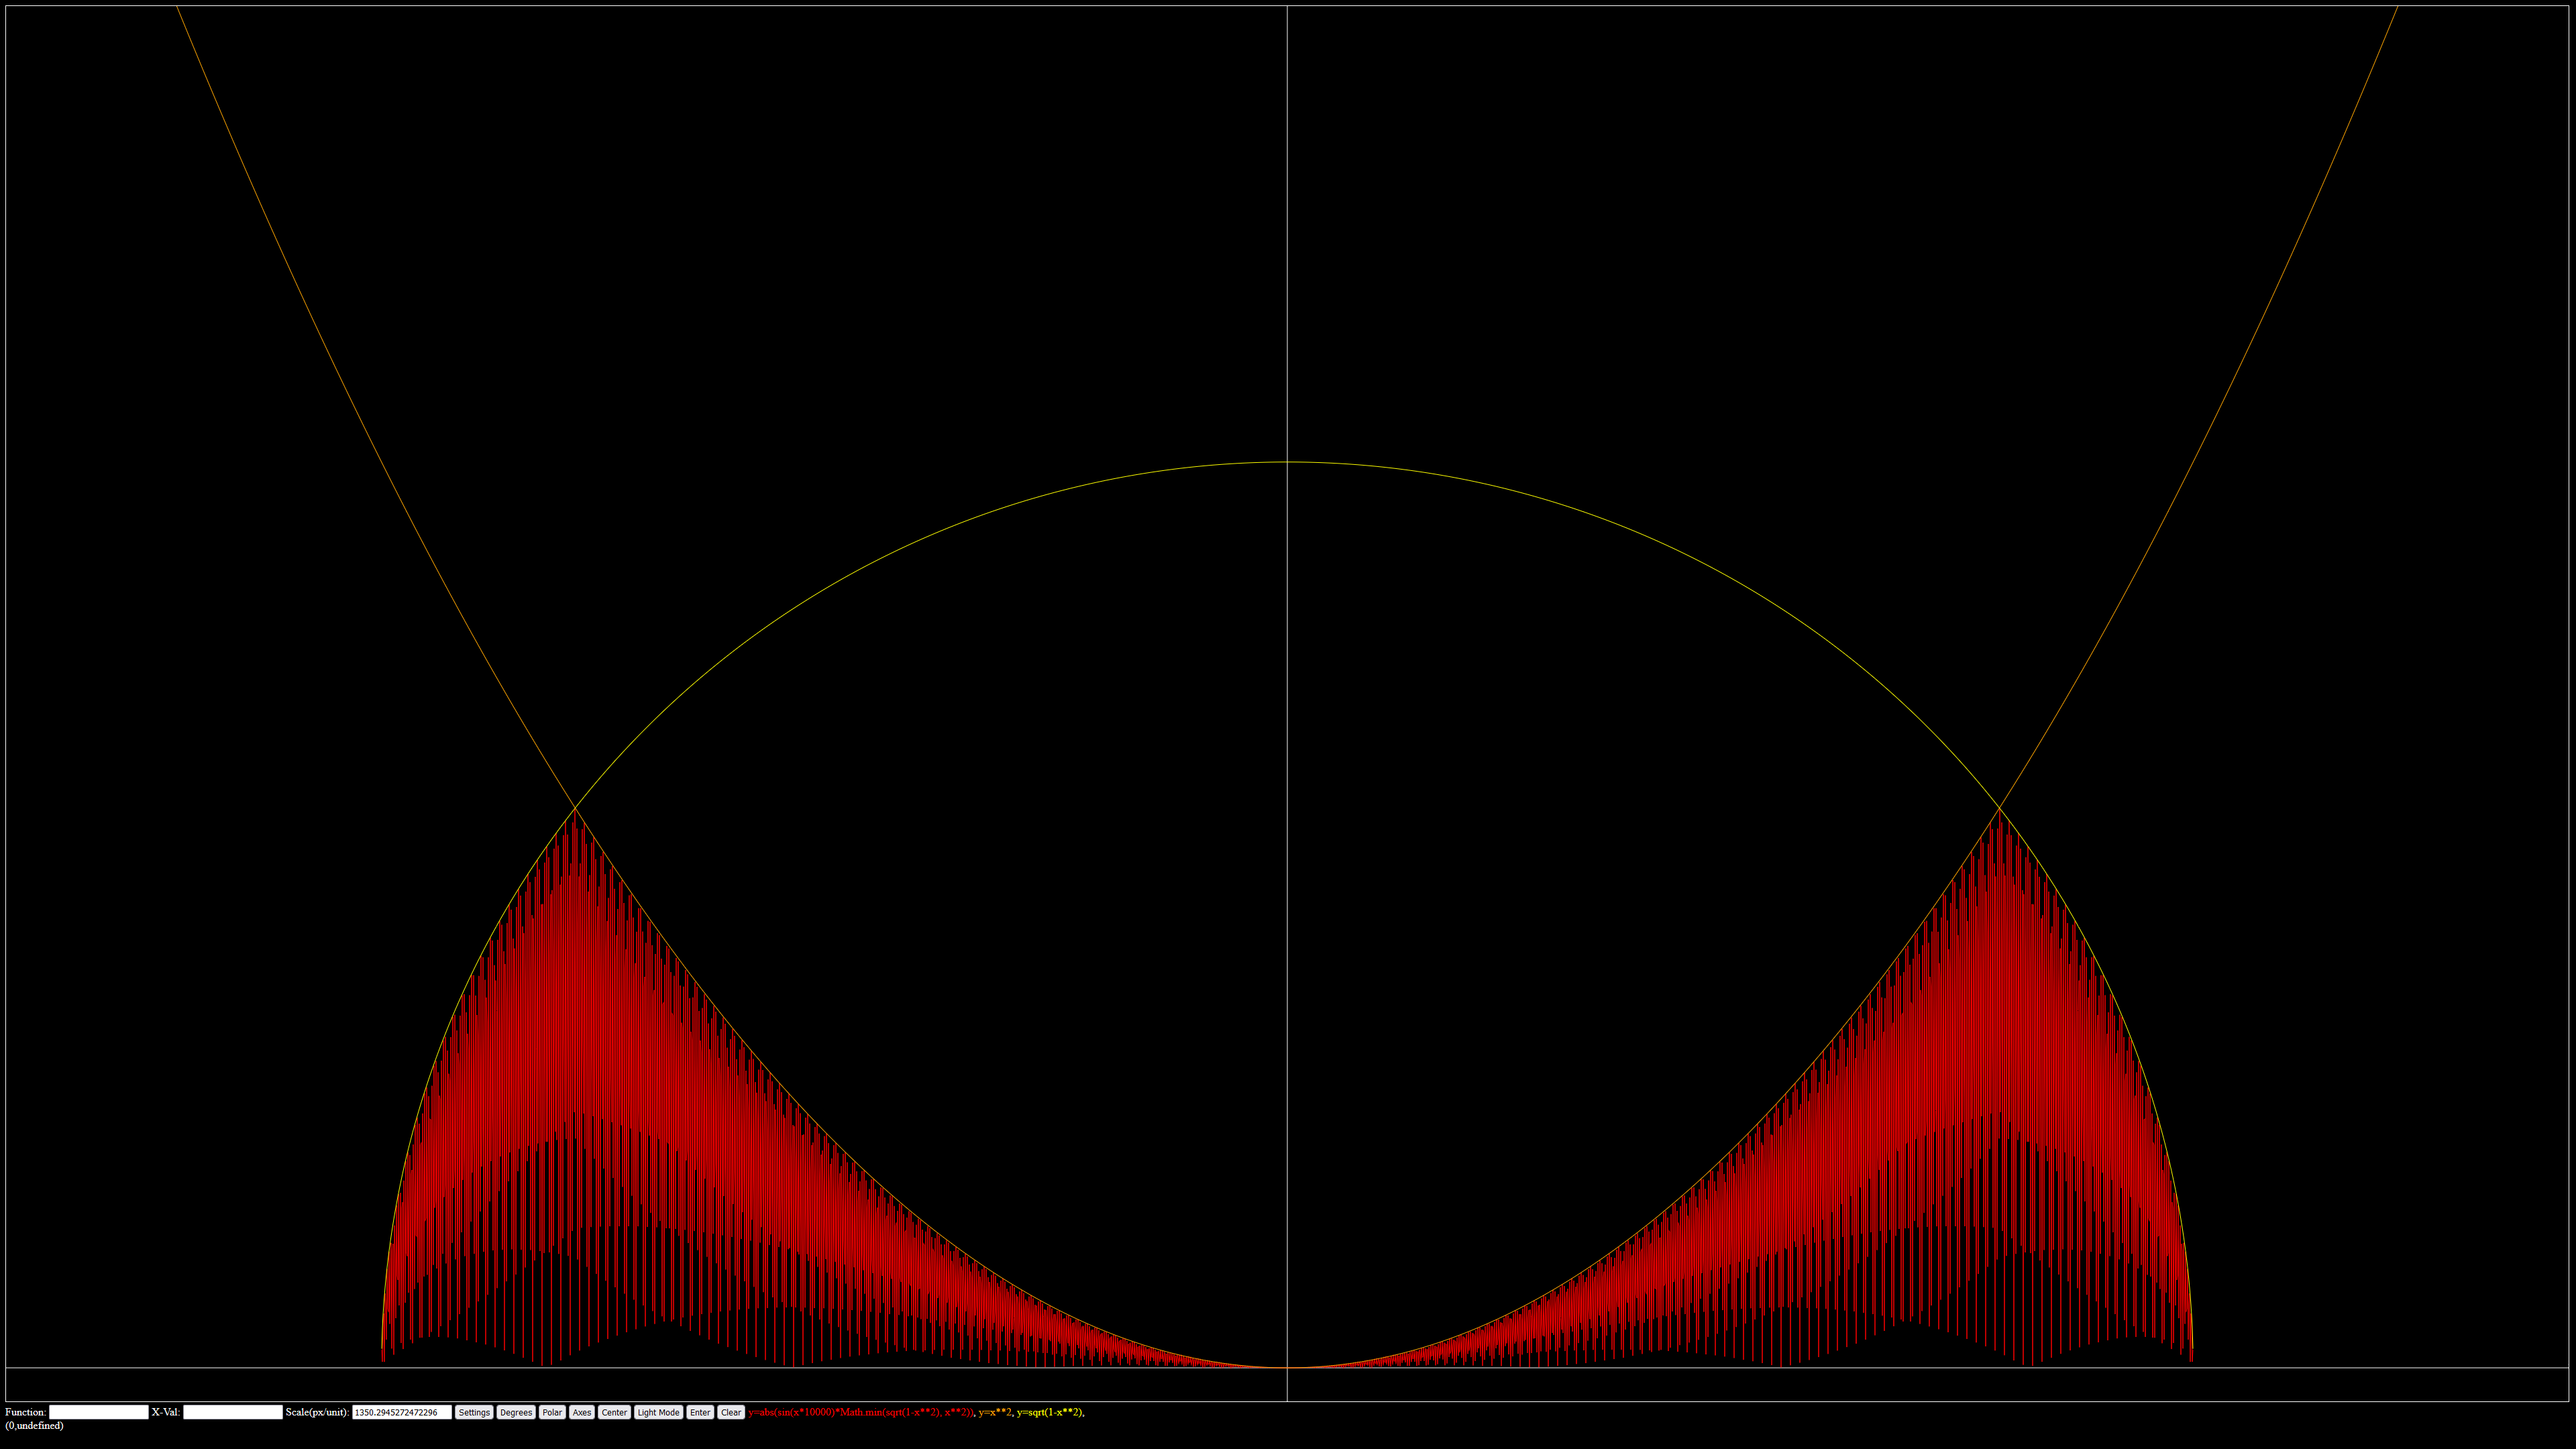 Function: X-Val: Scale(px/unit): 1350.2945272472296 Settings Degrees Polar Axes Center Light Mode Enter Clear y=abs(sin(x*10000)*Math.min(sqrt(1-x**2), x**2)), y=x**2, y=sqrt(1-x**2),
(0,undefined)